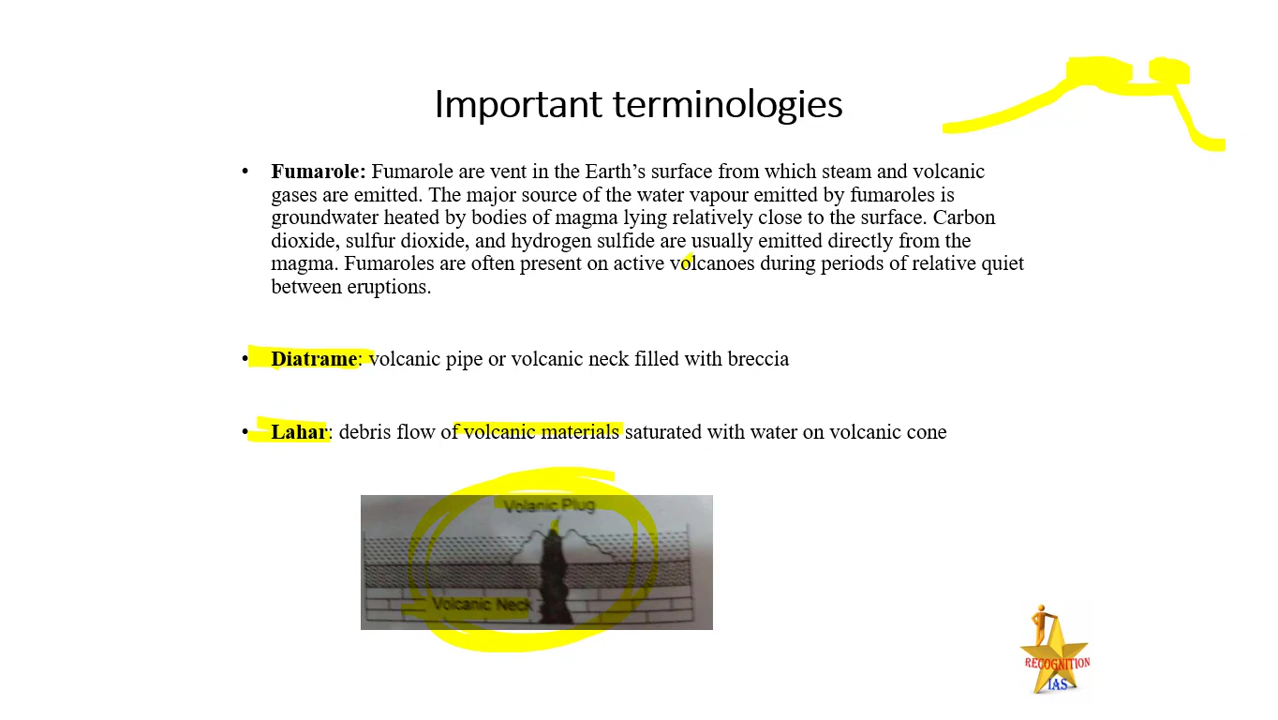 Important terminologies
• Fumarole: Fumarole are vent in the Earth's surface from which steam and volcanic
gases are emitted. The major source of the water vapour emitted by fumaroles is
groundwater heated by bodies of magma lying relatively close to the surface. Carbon
dioxide, sulfur dioxide, and hydrogen sulfide are usually emitted directly from the
magma. Fumaroles are often present on active volcanoes during periods of relative quiet
between eruptions.
• Diatrame: volcanic pipe or volcanic neck filled with breccia
• Lahar: debris flow of volcanic materials saturated with water on volcanic cone
Volanic Plug
Volcanic Neck
RECOGNITION
IAS